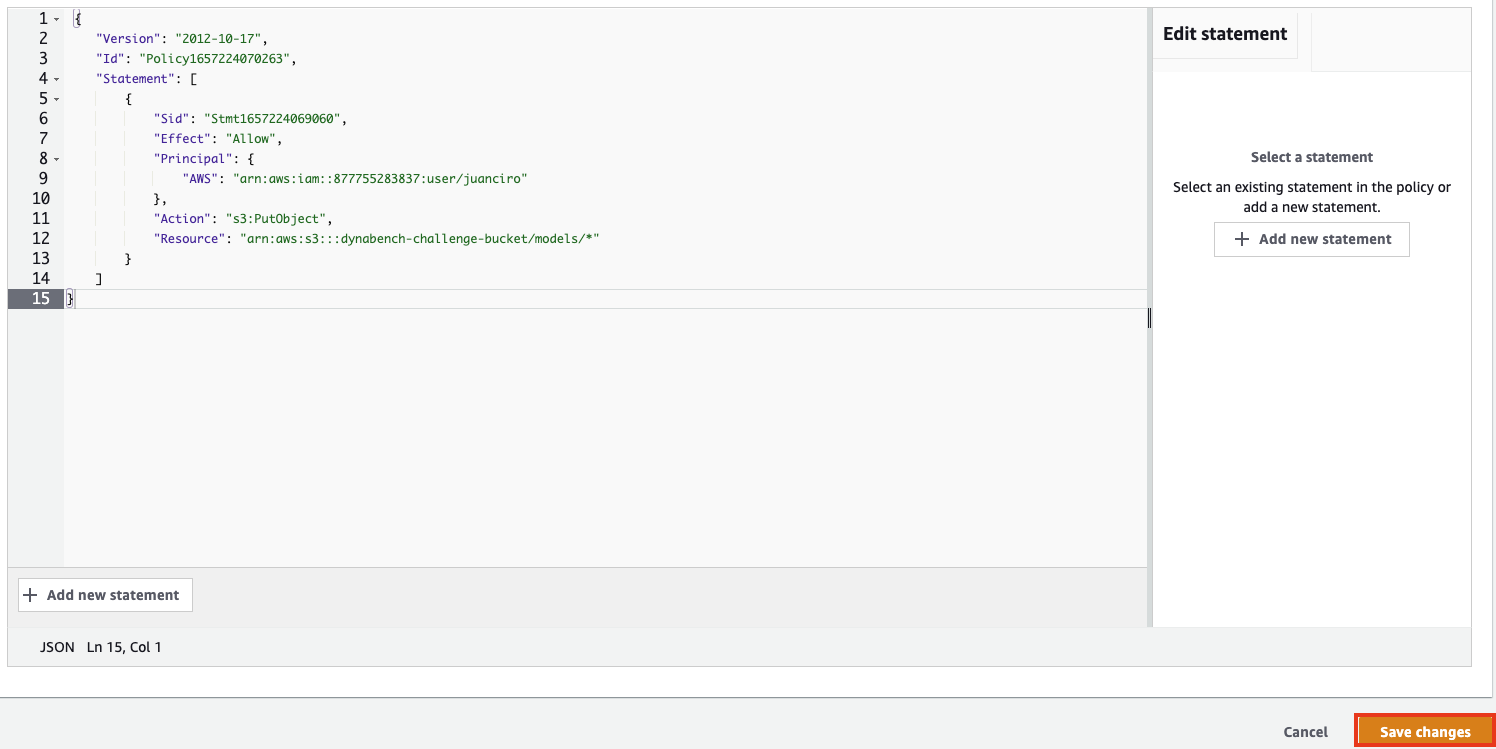 1 {
2 "Version": "2012-10-17",
3 "Id": "Policy1657224070263",
4 "Statement": [
5 {
6 "Sid": "Stmt1657224069060",
7 "Effect": "Allow",
8 "Principal": {
9 "AWS": "arn:aws:iam::877755283837:user/juanciro"
10 },
11 "Action": "s3:PutObject",
12 "Resource": "arn:aws:s3:::dynabench-challenge-bucket/models/*"
13 }
14 ]
15 }
+ Add new statement
JSON Ln 15, Col 1
Edit statement
Select a statement
Select an existing statement in the policy or
add a new statement.
+ Add new statement
Cancel Save changes